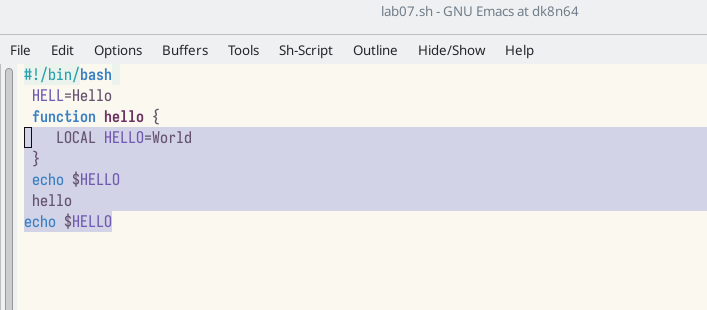 lab07.sh - GNU Emacs at dk8n64
File Edit Options Buffers Tools Sh-Script Outline Hide/Show Help
#!/bin/bash
HELL=Hello
function hello {
LOCAL HELLO=World
}
echo $HELLO
hello
echo $HELLO